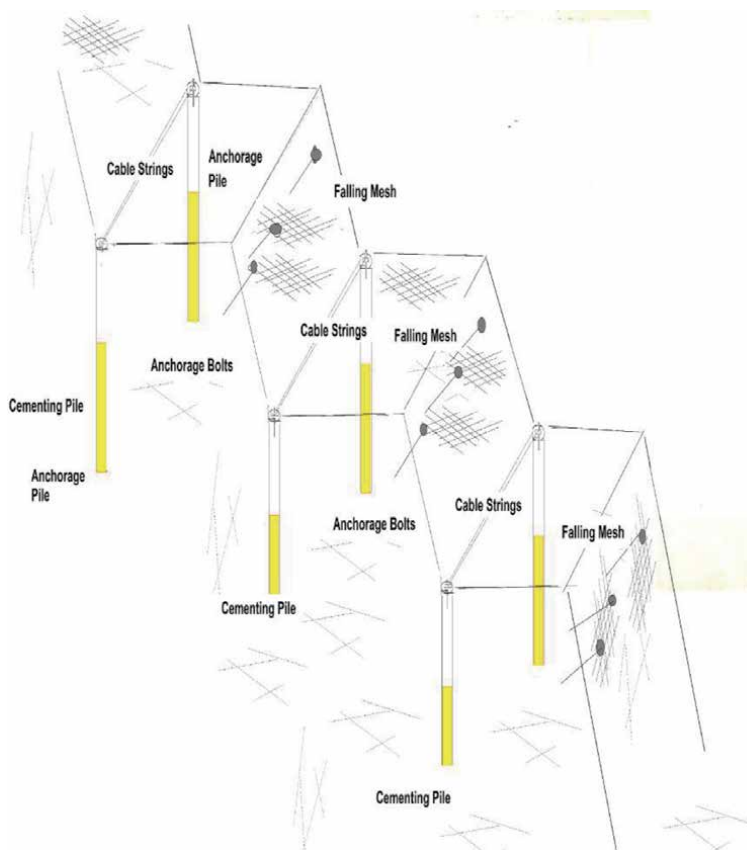 Anchorage
Pile
Cable Strings
Falling Mesh
Cable Strings
Falling Mesh
Anchorage Bolts
Cementing Pile
Anchorage
Pile
Cable Strings
Anchorage Bolts
Falling Mesh
Cementing Pile
Cementing Pile